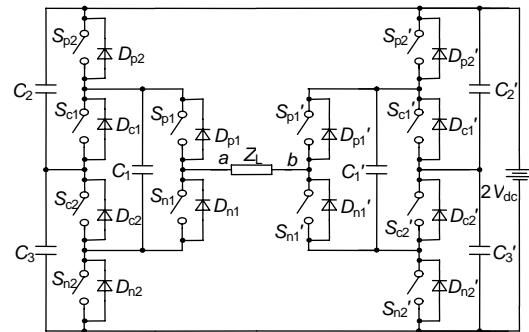 Sp2 Dp2 Sp2′ Dp2′
C2 C2′
Sc1 Dc1 Sp1 Dp1 Sp1′ Dp1′ Sc1′ Dc1′
C1 a ZL b C1′
2Vdc
Sc2 Dc2 Sn1 Dn1 Sn1′ Dn1′ Sc2′ Dc2′
C3 C3′
Sn2 Dn2 Sn2′ Dn2′